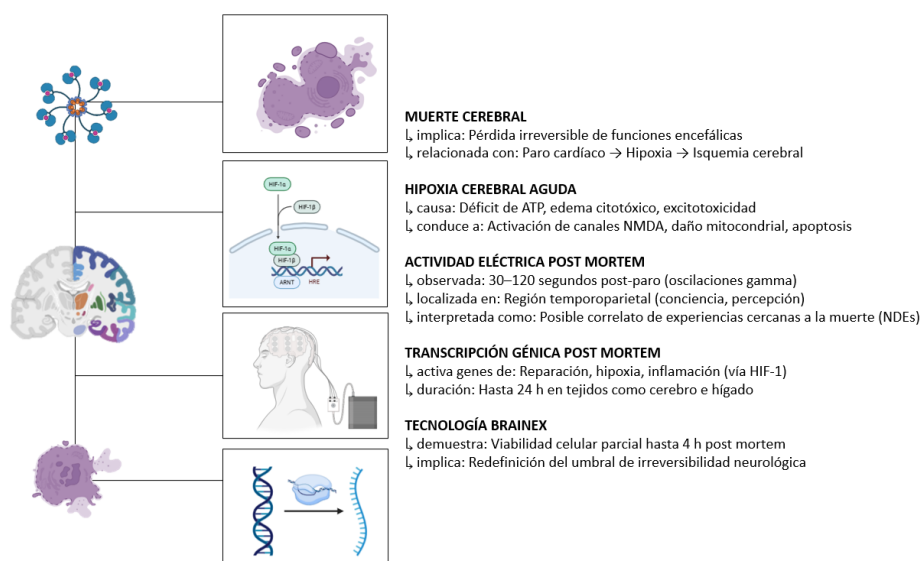 HIF-1α
HIF-1β
HIF-1α
HIF-1β
ARNT
HRE
MUERTE CEREBRAL
↳ implica: Pérdida irreversible de funciones encefálicas
↳ relacionada con: Paro cardíaco → Hipoxia → Isquemia cerebral
HIPOXIA CEREBRAL AGUDA
↳ causa: Déficit de ATP, edema citotóxico, excitotoxicidad
↳ conduce a: Activación de canales NMDA, daño mitocondrial, apoptosis
ACTIVIDAD ELÉCTRICA POST MORTEM
↳ observada: 30–120 segundos post-paro (oscilaciones gamma)
↳ localizada en: Región temporoparietal (conciencia, percepción)
↳ interpretada como: Posible correlato de experiencias cercanas a la muerte (NDEs)
TRANSCRIPCIÓN GÉNICA POST MORTEM
↳ activa genes de: Reparación, hipoxia, inflamación (vía HIF-1)
↳ duración: Hasta 24 h en tejidos como cerebro e hígado
TECNOLOGÍA BRAINEX
↳ demuestra: Viabilidad celular parcial hasta 4 h post mortem
↳ implica: Redefinición del umbral de irreversibilidad neurológica